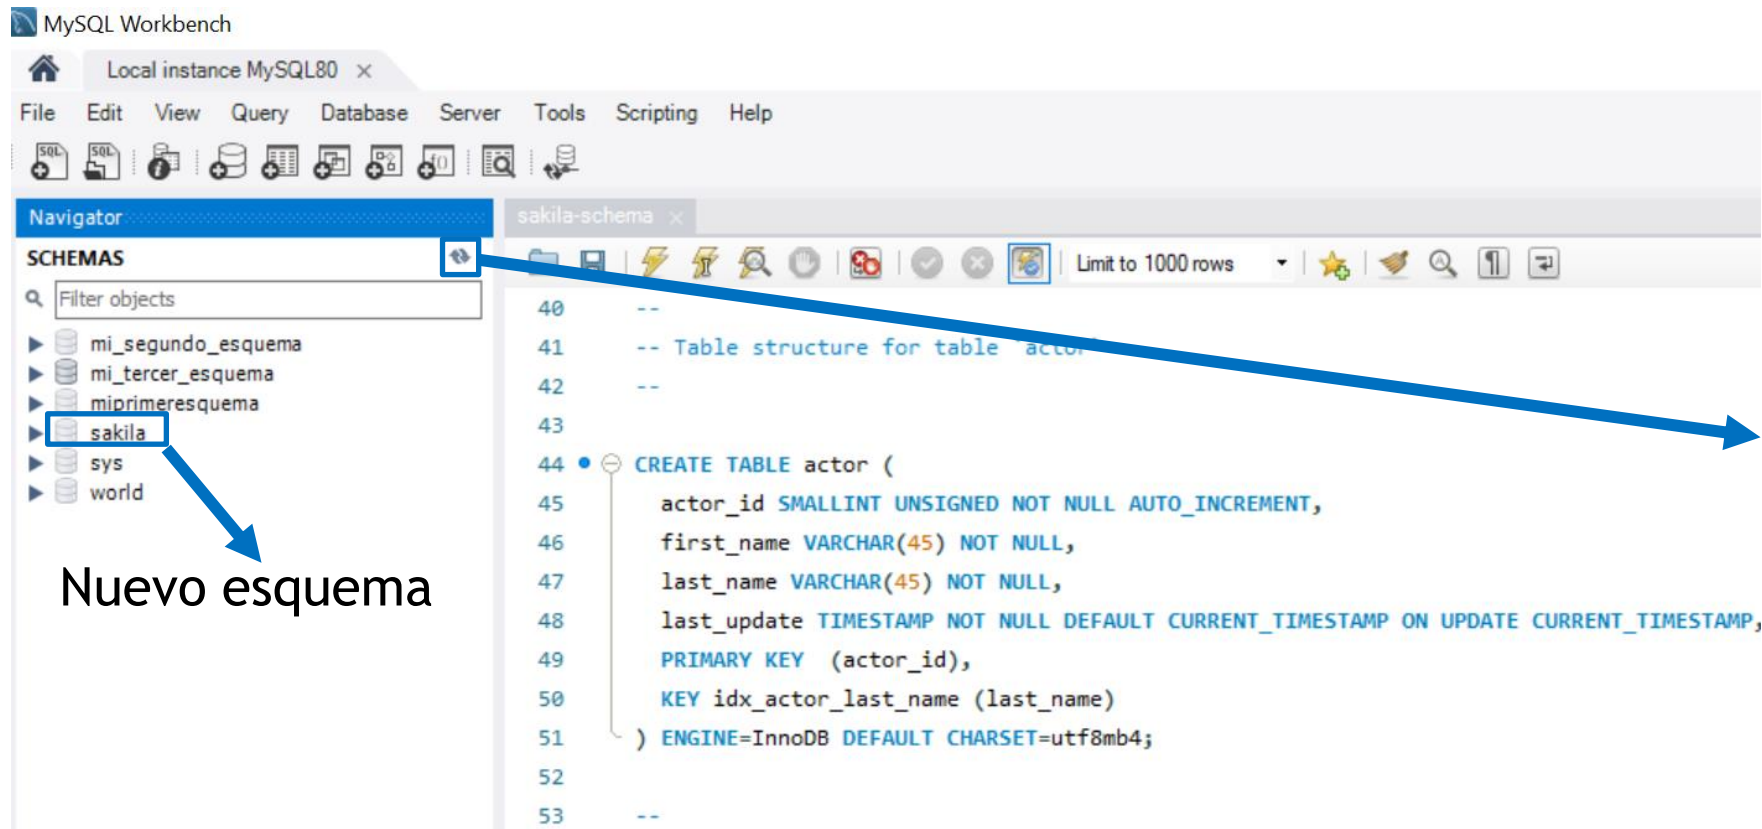 MySQL Workbench
Local instance MySQL80 ×
File Edit View Query Database Server Tools Scripting Help
Navigator
SCHEMAS
Filter objects
mi_segundo_esquema
mi_tercer_esquema
miprimeresquema
sakila
sys
world
Nuevo esquema
sakila-schema ×
Limit to 1000 rows
40 --
41 -- Table structure for table `actor`
42 --
43
44 CREATE TABLE actor (
45 actor_id SMALLINT UNSIGNED NOT NULL AUTO_INCREMENT,
46 first_name VARCHAR(45) NOT NULL,
47 last_name VARCHAR(45) NOT NULL,
48 last_update TIMESTAMP NOT NULL DEFAULT CURRENT_TIMESTAMP ON UPDATE CURRENT_TIMESTAMP,
49 PRIMARY KEY (actor_id),
50 KEY idx_actor_last_name (last_name)
51 ) ENGINE=InnoDB DEFAULT CHARSET=utf8mb4;
52
53 --